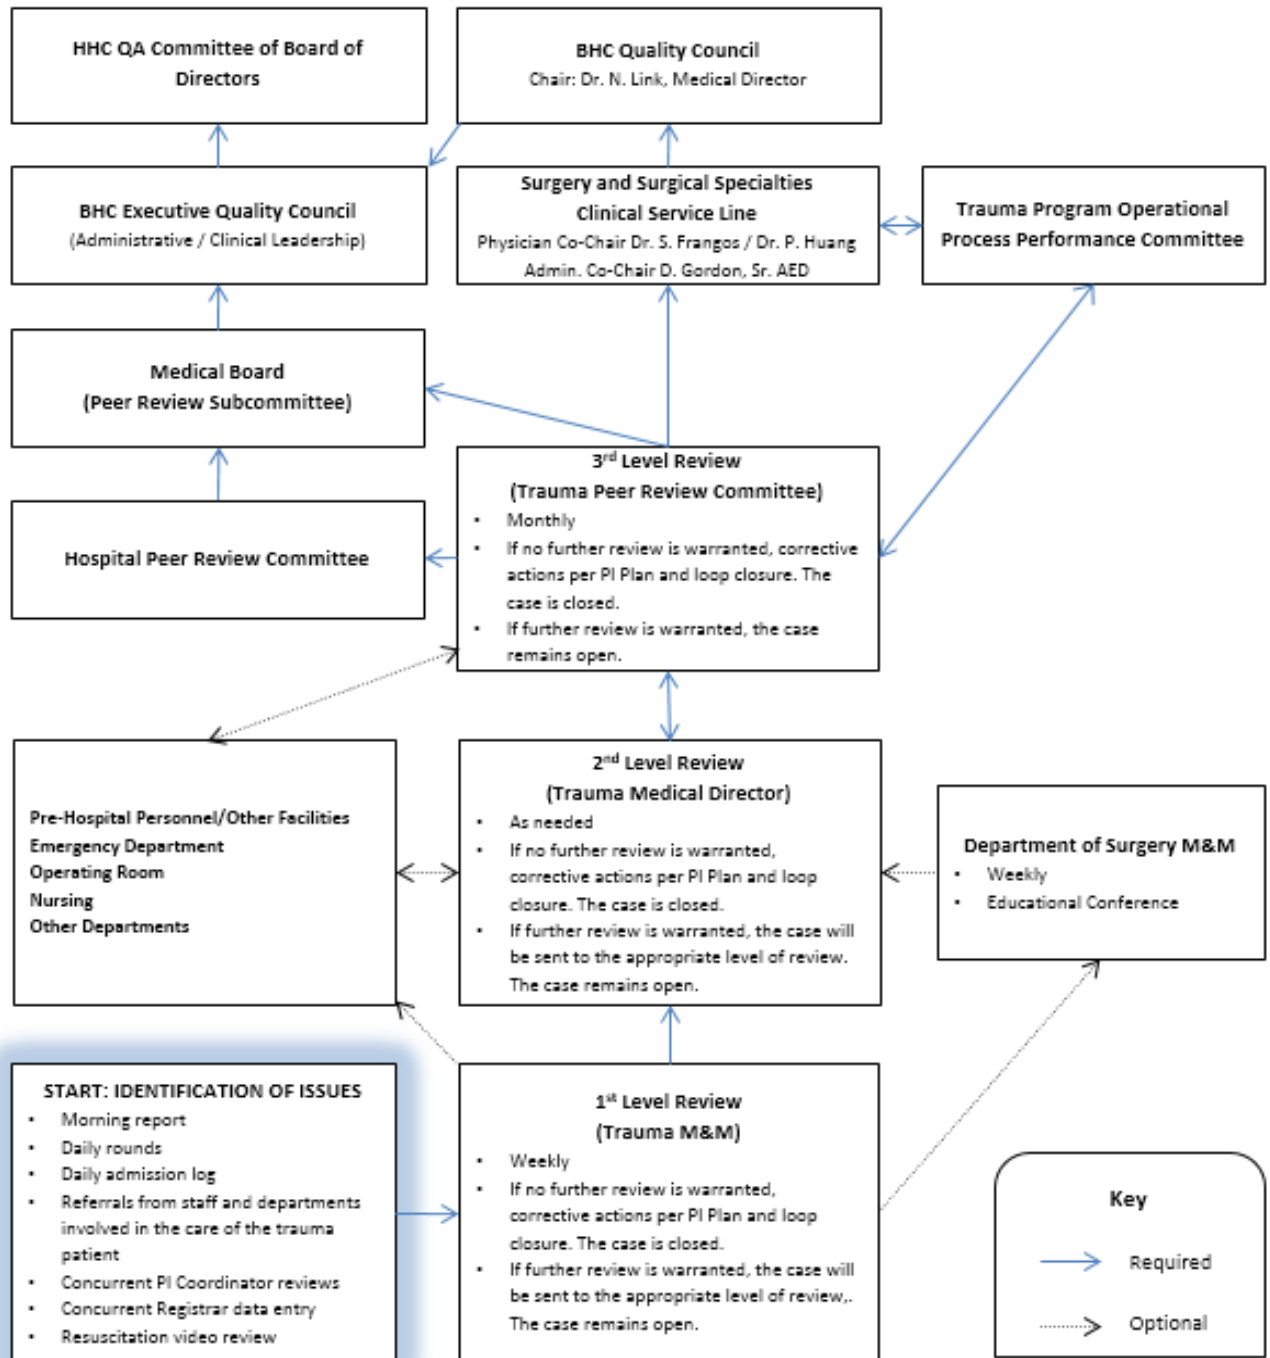 HHC QA Committee of Board of
Directors
BHC Quality Council
Chair: Dr. N. Link, Medical Director
BHC Executive Quality Council
(Administrative / Clinical Leadership)
Surgery and Surgical Specialties
Clinical Service Line
Physician Co-Chair Dr. S. Frangos / Dr. P. Huang
Admin. Co-Chair D. Gordon, Sr. AED
Trauma Program Operational
Process Performance Committee
Medical Board
(Peer Review Subcommittee)
Hospital Peer Review Committee
3rd Level Review
(Trauma Peer Review Committee)
▪ Monthly
▪ If no further review is warranted, corrective
actions per PI Plan and loop closure. The
case is closed.
▪ If further review is warranted, the case
remains open.
Pre-Hospital Personnel/Other Facilities
Emergency Department
Operating Room
Nursing
Other Departments
2nd Level Review
(Trauma Medical Director)
▪ As needed
▪ If no further review is warranted,
corrective actions per PI Plan and loop
closure. The case is closed.
▪ If further review is warranted, the case will
be sent to the appropriate level of review.
The case remains open.
Department of Surgery M&M
▪ Weekly
▪ Educational Conference
START: IDENTIFICATION OF ISSUES
▪ Morning report
▪ Daily rounds
▪ Daily admission log
▪ Referrals from staff and departments
involved in the care of the trauma
patient
▪ Concurrent PI Coordinator reviews
▪ Concurrent Registrar data entry
▪ Resuscitation video review
1st Level Review
(Trauma M&M)
▪ Weekly
▪ If no further review is warranted,
corrective actions per PI Plan and loop
closure. The case is closed.
▪ If further review is warranted, the case will
be sent to the appropriate level of review,.
The case remains open.
Key
Required
Optional